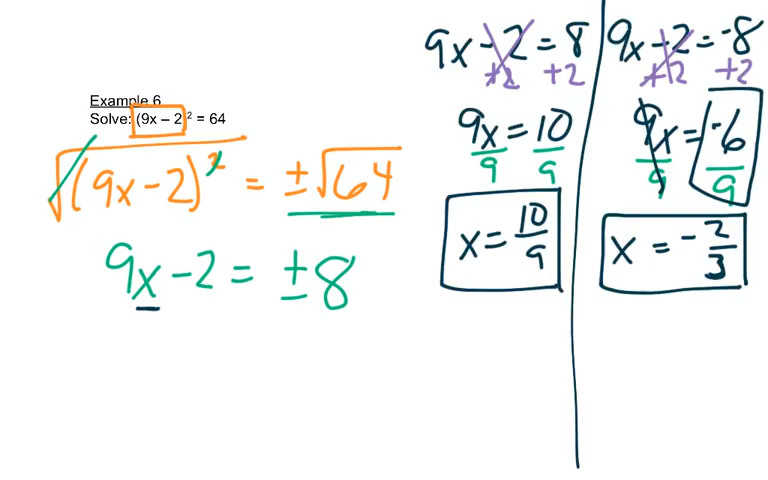 Example 6
Solve: (9x – 2)² = 64
√(9x-2)² = ±√64
9x-2 = ±8
9x-2=8
+2 +2
9x=10
9 9
x=10/9
9x-2=-8
+2 +2
9x=-6
9 9
x=-2/3